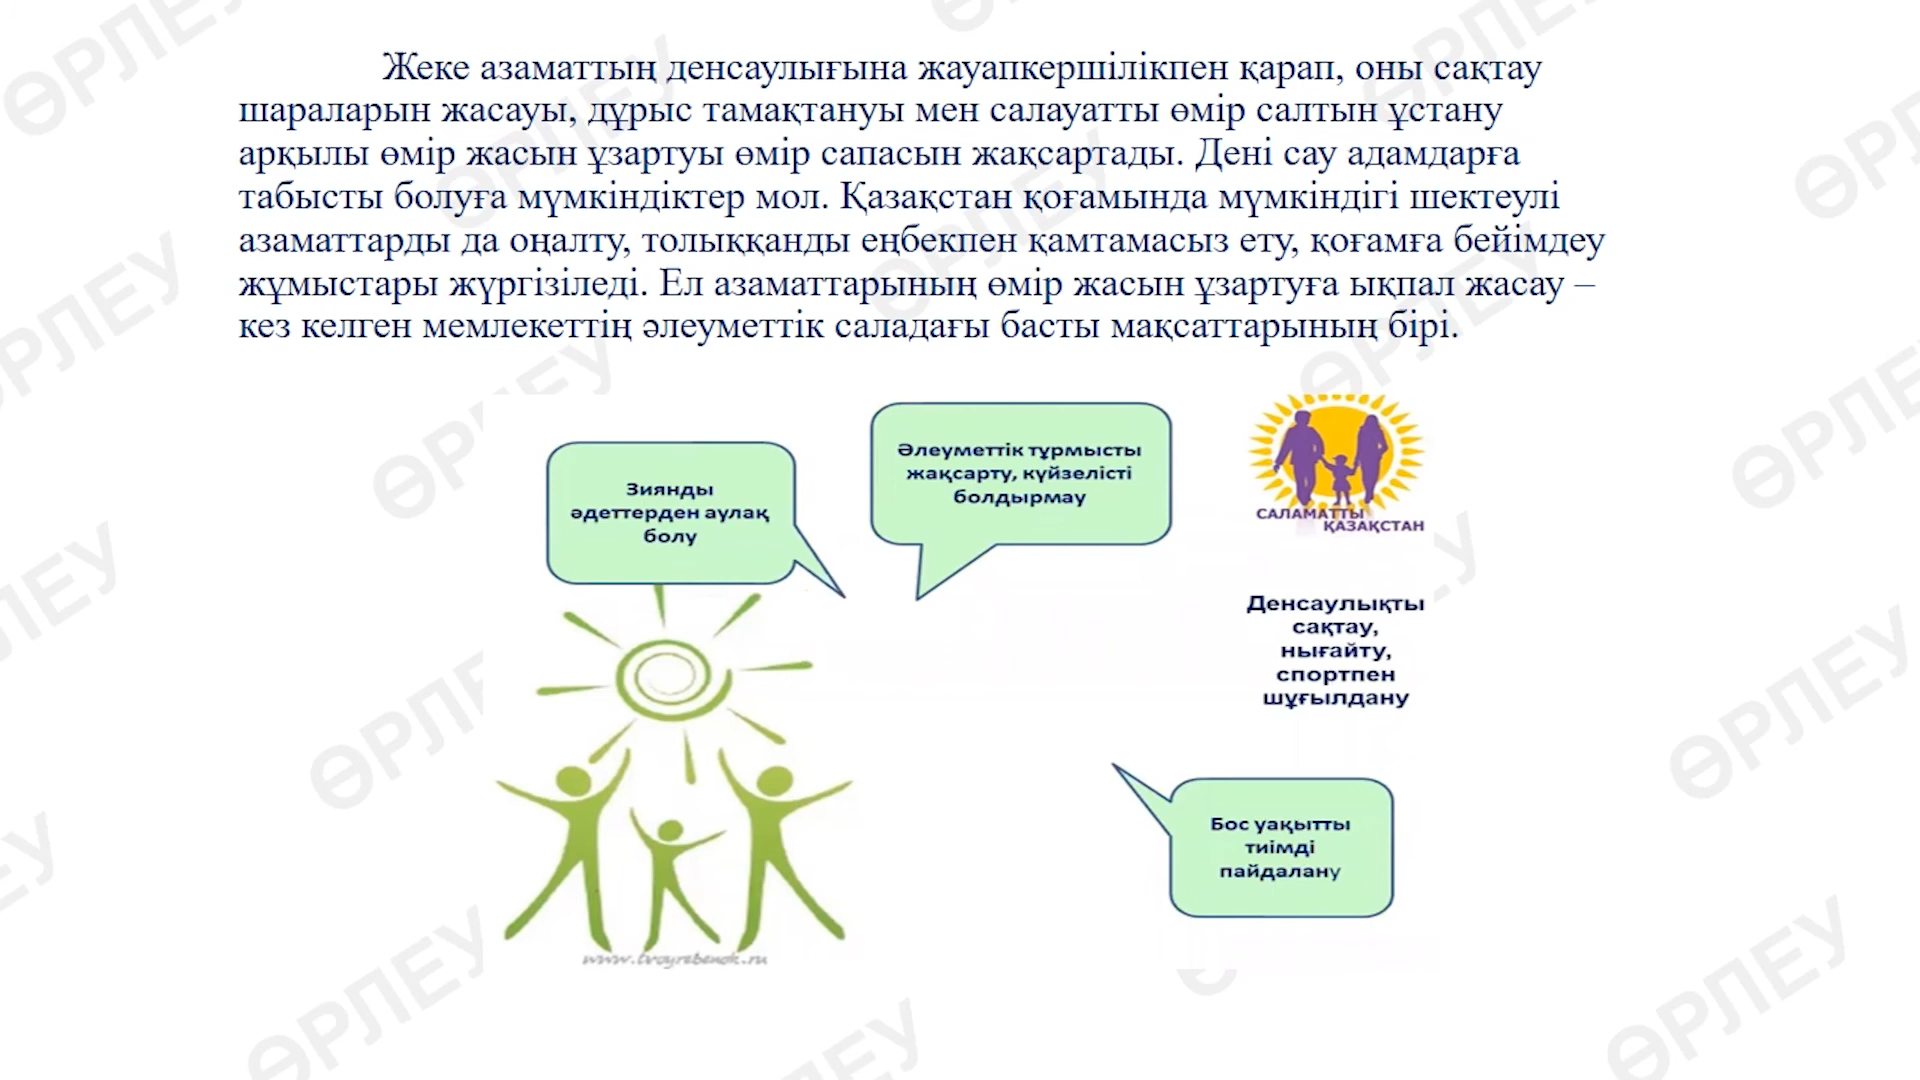 Жеке азаматтың денсаулығына жауапкершілікпен қарап, оны сақтау
шараларын жасауы, дұрыс тамақтануы мен салауатты өмір салтын ұстану
арқылы өмір жасын ұзартуы өмір сапасын жақсартады. Дені сау адамдарға
табысты болуға мүмкіндіктер мол. Қазақстан қоғамында мүмкіндігі шектеулі
азаматтарды да оңалту, толыққанды еңбекпен қамтамасыз ету, қоғамға бейімдеу
жұмыстары жүргізіледі. Ел азаматтарының өмір жасын ұзартуға ықпал жасау –
кез келген мемлекеттің әлеуметтік саладағы басты мақсаттарының бірі.
Зиянды
әдеттерден аулақ
болу
Әлеуметтік тұрмысты
жақсарту, күйзелісті
болдырмау
САЛАМАТТЫ
ҚАЗАҚСТАН
Денсаулықты
сақтау,
нығайту,
спортпен
шұғылдану
Бос уақытты
тиімді
пайдалану
www.tvoyrebenok.ru
ӨРЛЕУ